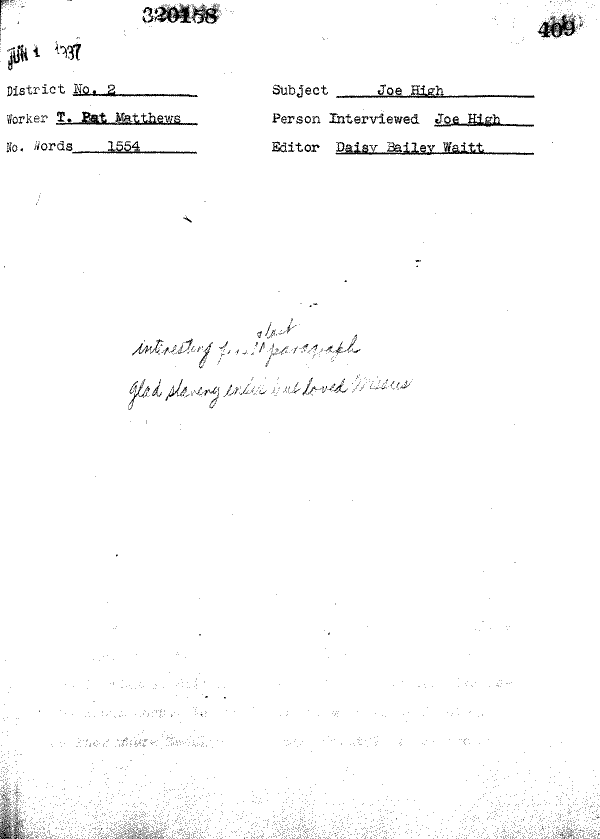 320158
409
JUN 1 1937
District No. 2 Subject Joe High
Worker T. Pat Matthews Person Interviewed Joe High
No. Words 1554 Editor Daisy Bailey Waitt
last
interesting first paragraph
glad slavery ended but loved Missus